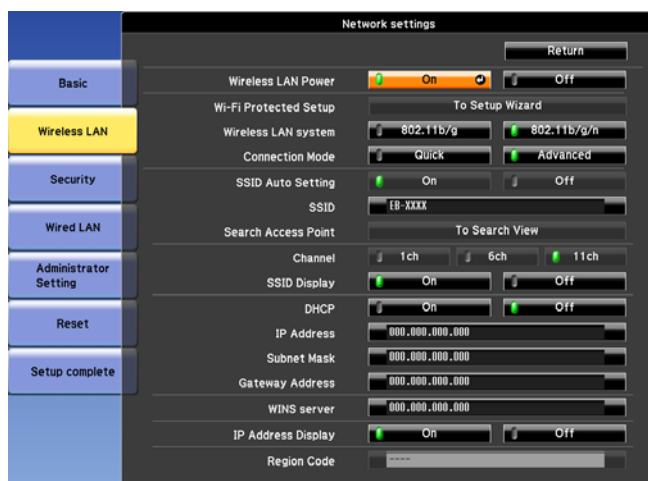 Network settings
Return
Basic
Wireless LAN
Security
Wired LAN
Administrator
Setting
Reset
Setup complete
Wireless LAN Power On Off
Wi-Fi Protected Setup To Setup Wizard
Wireless LAN system 802.11b/g 802.11b/g/n
Connection Mode Quick Advanced
SSID Auto Setting On Off
SSID EB-XXXX
Search Access Point To Search View
Channel 1ch 6ch 11ch
SSID Display On Off
DHCP On Off
IP Address 000.000.000.000
Subnet Mask 000.000.000.000
Gateway Address 000.000.000.000
WINS server 000.000.000.000
IP Address Display On Off
Region Code ----